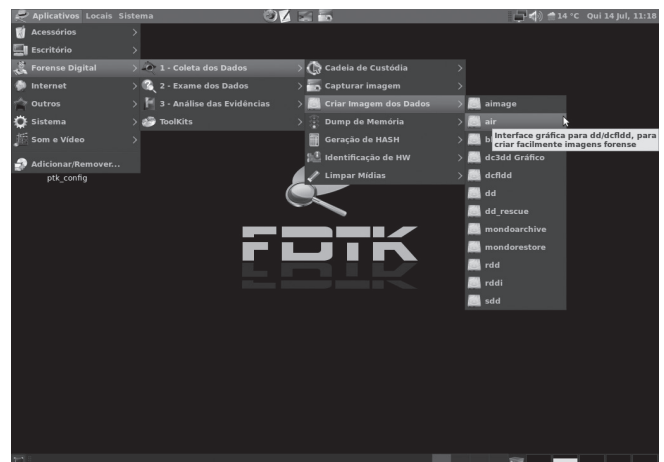 Aplicativos Locais Sistema
14 °C Qui 14 Jul, 11:18
Acessórios
Escritório
Forense Digital
Internet
Outros
Sistema
Som e Vídeo
Adicionar/Remover...
ptk_config
1 - Coleta dos Dados
2 - Exame dos Dados
3 - Análise das Evidências
ToolKits
Cadeia de Custódia
Capturar imagem
Criar Imagem dos Dados
Dump de Memória
Geração de HASH
Identificação de HW
Limpar Mídias
aimage
air
Interface gráfica para dd/dcfldd, para
criar facilmente imagens forense
dc3dd Gráfico
dcfldd
dd
dd_rescue
mondoarchive
mondorestore
rdd
rddi
sdd
FDTK